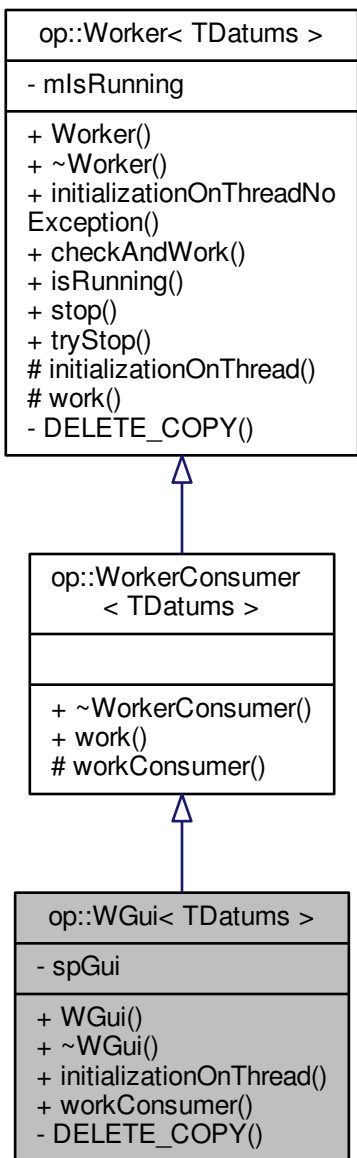 op::Worker< TDatums >
- mIsRunning
+ Worker()
+ ~Worker()
+ initializationOnThreadNo
Exception()
+ checkAndWork()
+ isRunning()
+ stop()
+ tryStop()
# initializationOnThread()
# work()
- DELETE_COPY()
op::WorkerConsumer
< TDatums >
+ ~WorkerConsumer()
+ work()
# workConsumer()
op::WGui< TDatums >
- spGui
+ WGui()
+ ~WGui()
+ initializationOnThread()
+ workConsumer()
- DELETE_COPY()